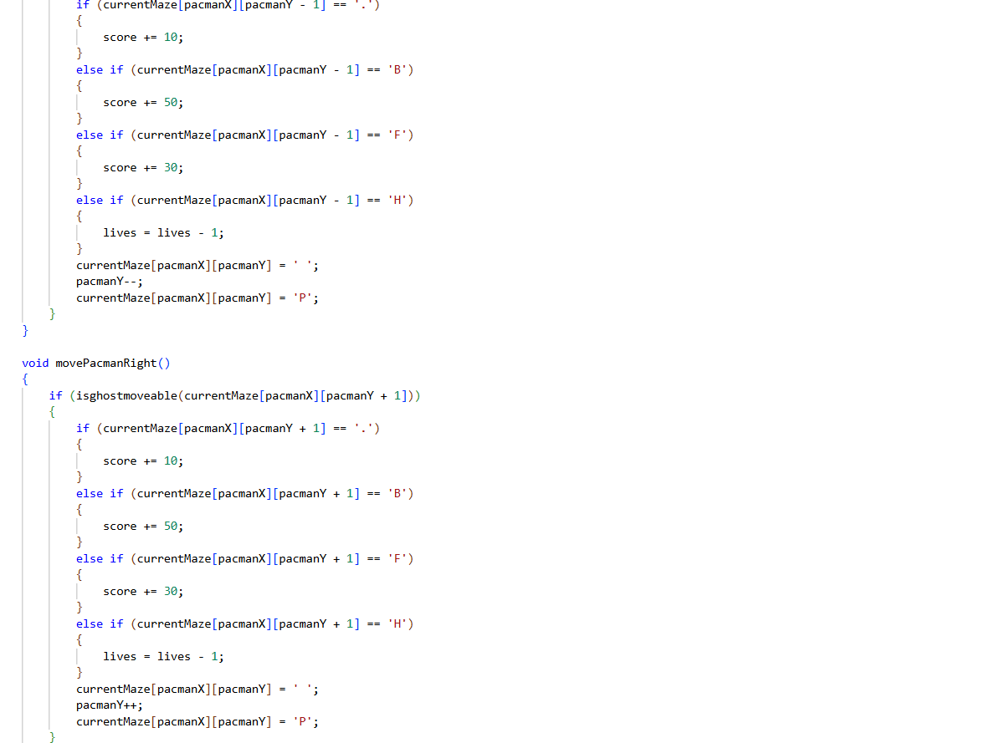 if (currentMaze[pacmanX][pacmanY - 1] == '.')
{
score += 10;
}
else if (currentMaze[pacmanX][pacmanY - 1] == 'B')
{
score += 50;
}
else if (currentMaze[pacmanX][pacmanY - 1] == 'F')
{
score += 30;
}
else if (currentMaze[pacmanX][pacmanY - 1] == 'H')
{
lives = lives - 1;
}
currentMaze[pacmanX][pacmanY] = ' ';
pacmanY--;
currentMaze[pacmanX][pacmanY] = 'P';
}
}
void movePacmanRight()
{
if (isghostmoveable(currentMaze[pacmanX][pacmanY + 1]))
{
if (currentMaze[pacmanX][pacmanY + 1] == '.')
{
score += 10;
}
else if (currentMaze[pacmanX][pacmanY + 1] == 'B')
{
score += 50;
}
else if (currentMaze[pacmanX][pacmanY + 1] == 'F')
{
score += 30;
}
else if (currentMaze[pacmanX][pacmanY + 1] == 'H')
{
lives = lives - 1;
}
currentMaze[pacmanX][pacmanY] = ' ';
pacmanY++;
currentMaze[pacmanX][pacmanY] = 'P';
}